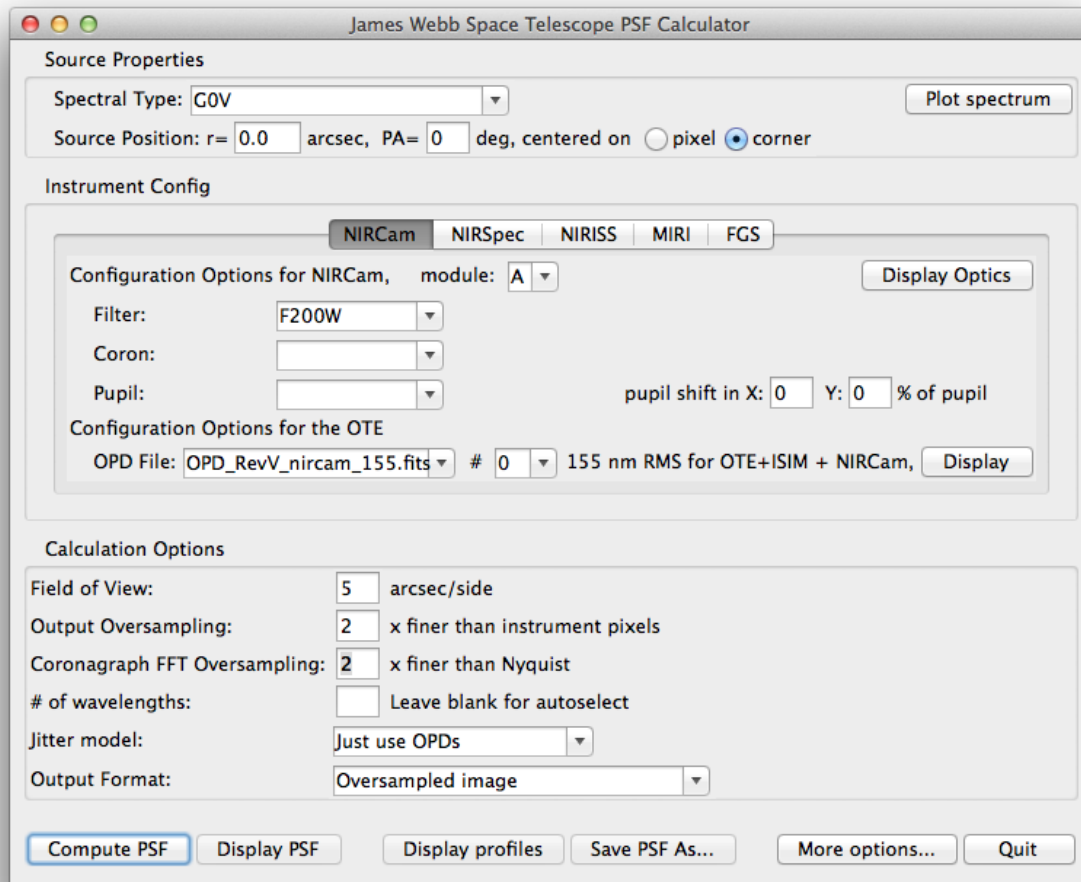 James Webb Space Telescope PSF Calculator
Source Properties
Spectral Type: G0V Plot spectrum
Source Position: r= 0.0 arcsec, PA= 0 deg, centered on pixel corner
Instrument Config
NIRCam NIRSpec NIRISS MIRI FGS
Configuration Options for NIRCam, module: A Display Optics
Filter: F200W
Coron:
Pupil: pupil shift in X: 0 Y: 0 % of pupil
Configuration Options for the OTE
OPD File: OPD_RevV_nircam_155.fits # 0 155 nm RMS for OTE+ISIM + NIRCam, Display
Calculation Options
Field of View: 5 arcsec/side
Output Oversampling: 2 x finer than instrument pixels
Coronagraph FFT Oversampling: 2 x finer than Nyquist
# of wavelengths: Leave blank for autoselect
Jitter model: Just use OPDs
Output Format: Oversampled image
Compute PSF Display PSF Display profiles Save PSF As... More options... Quit